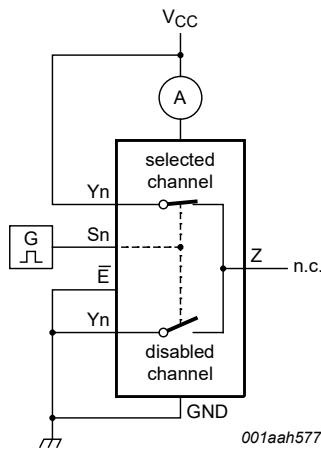 VCC
A
selected
channel
Yn
G
Sn
E̅
Z
n.c.
Yn
disabled
channel
GND
001aah577